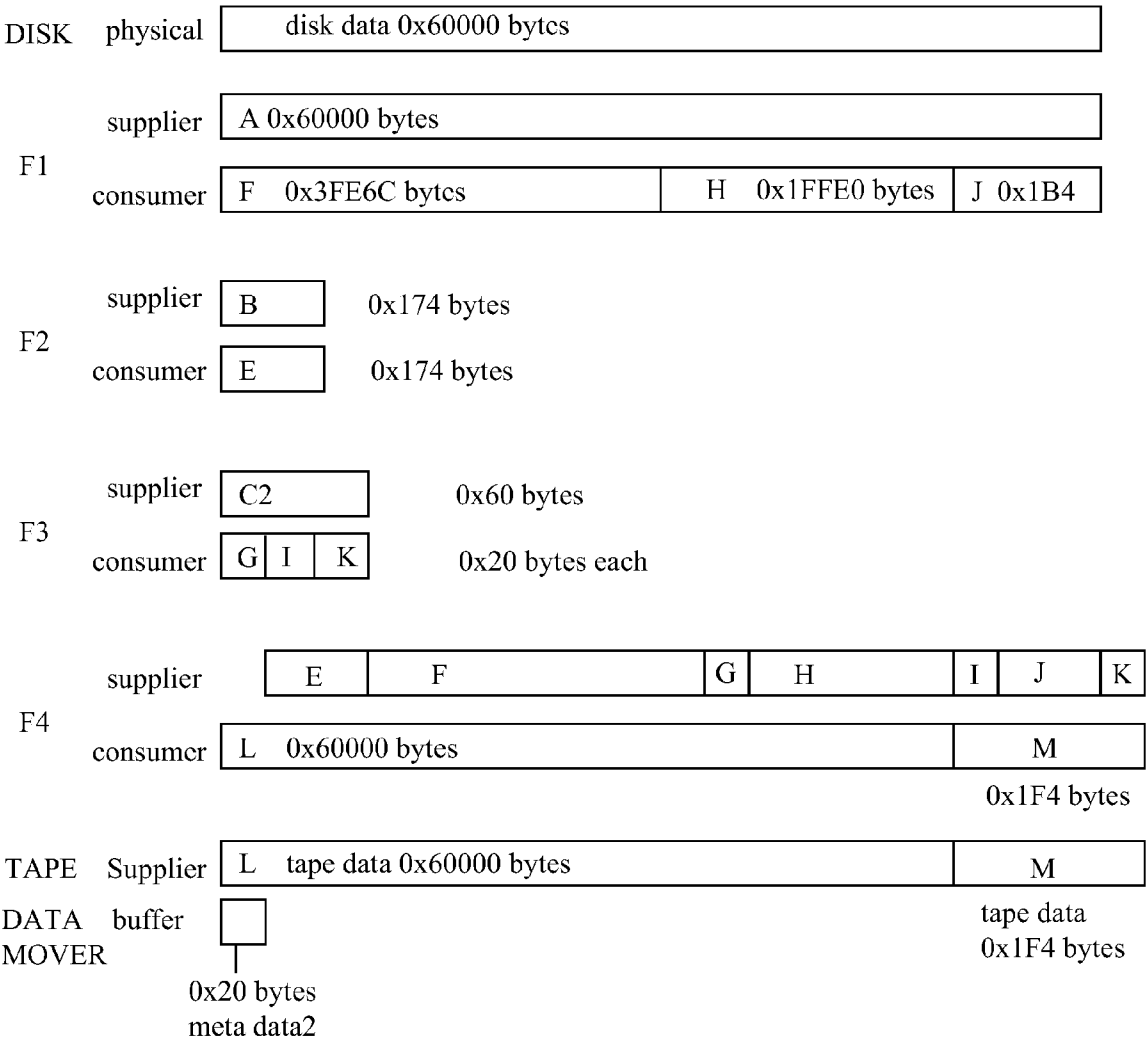 DISK physical disk data 0x60000 bytes
supplier A 0x60000 bytes
F1
consumer F 0x3FE6C bytes H 0x1FFE0 bytes J 0x1B4
supplier B 0x174 bytes
F2
consumer E 0x174 bytes
supplier C2 0x60 bytes
F3
consumer G I K 0x20 bytes each
supplier E F G H I J K
F4
consumer L 0x60000 bytes M
0x1F4 bytes
TAPE Supplier L tape data 0x60000 bytes M
DATA buffer tape data
MOVER 0x1F4 bytes
0x20 bytes
meta data2